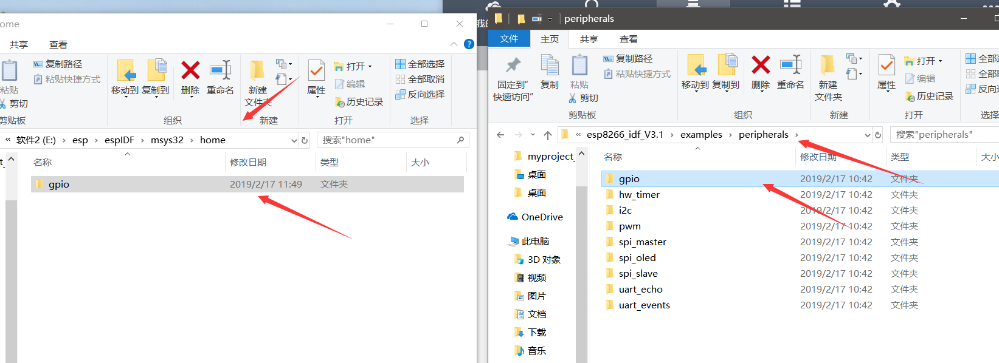 ome
共享 查看
复制路径
粘贴快捷方式
粘贴
剪切
剪贴板
移动到 复制到 删除 重命名
组织
新建
文件夹
新建
属性
打开
编辑
历史记录
打开
全部选择
全部取消
反向选择
选择
« 软件2 (E:) › esp › espIDF › msys32 › home
搜索"home"
名称 修改日期 类型 大小
gpio 2019/2/17 11:49 文件夹
peripherals
文件 主页 共享 查看
固定到"
快速访问"
复制
粘贴
复制路径
粘贴快捷方式
剪切
剪贴板
移动到 复制到 删除 重命名
组织
新建
文件夹
新建
属性
打开
编辑
历史记录
打开
全部
全部
反向
选择
« esp8266_idf_V3.1 › examples › peripherals ›
搜索"peripherals"
myproject_
桌面
桌面
OneDrive
此电脑
3D 对象
视频
图片
文档
下载
音乐
名称 修改日期 类型 大小
gpio 2019/2/17 10:42 文件夹
hw_timer 2019/2/17 10:42 文件夹
i2c 2019/2/17 10:42 文件夹
pwm 2019/2/17 10:42 文件夹
spi_master 2019/2/17 10:42 文件夹
spi_oled 2019/2/17 10:42 文件夹
spi_slave 2019/2/17 10:42 文件夹
uart_echo 2019/2/17 10:42 文件夹
uart_events 2019/2/17 10:42 文件夹